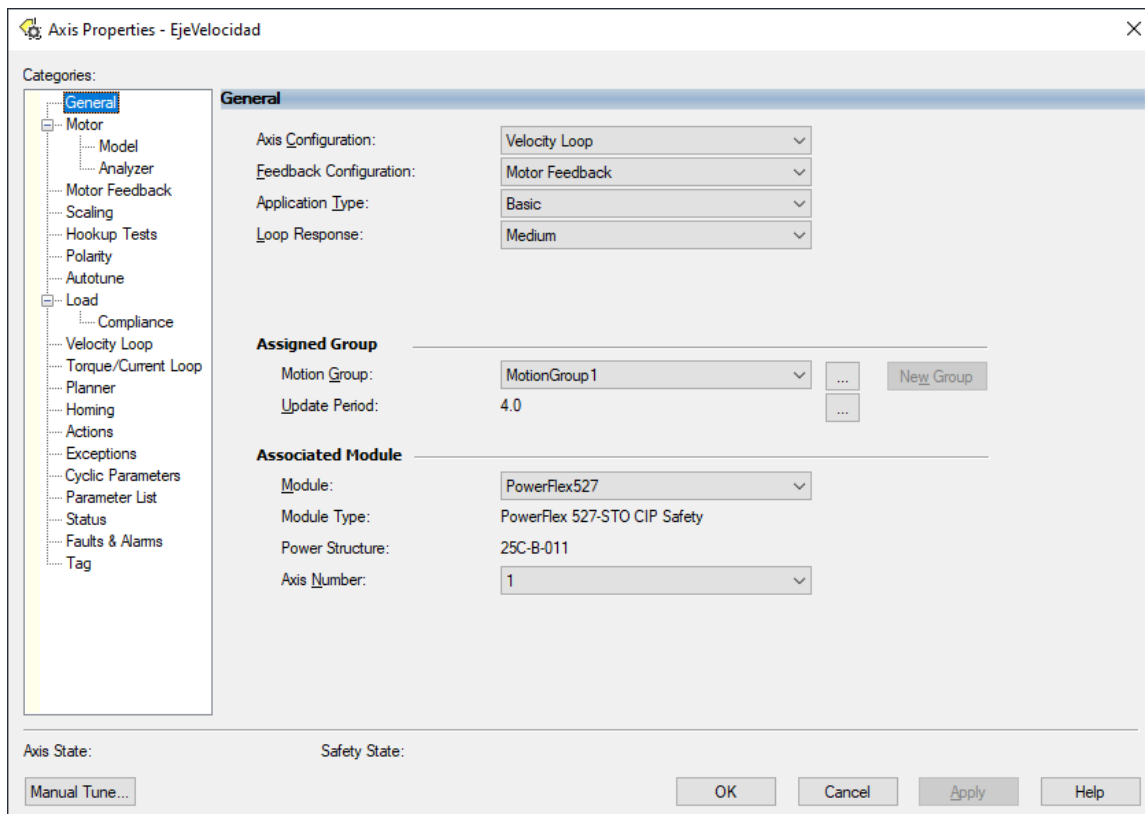 Axis Properties - EjeVelocidad
Categories:
General
Motor
Model
Analyzer
Motor Feedback
Scaling
Hookup Tests
Polarity
Autotune
Load
Compliance
Velocity Loop
Torque/Current Loop
Planner
Homing
Actions
Exceptions
Cyclic Parameters
Parameter List
Status
Faults & Alarms
Tag
General
Axis Configuration: Velocity Loop
Feedback Configuration: Motor Feedback
Application Type: Basic
Loop Response: Medium
Assigned Group
Motion Group: MotionGroup1 ... New Group
Update Period: 4.0 ...
Associated Module
Module: PowerFlex527
Module Type: PowerFlex 527-STO CIP Safety
Power Structure: 25C-B-011
Axis Number: 1
Axis State: Safety State:
Manual Tune... OK Cancel Apply Help